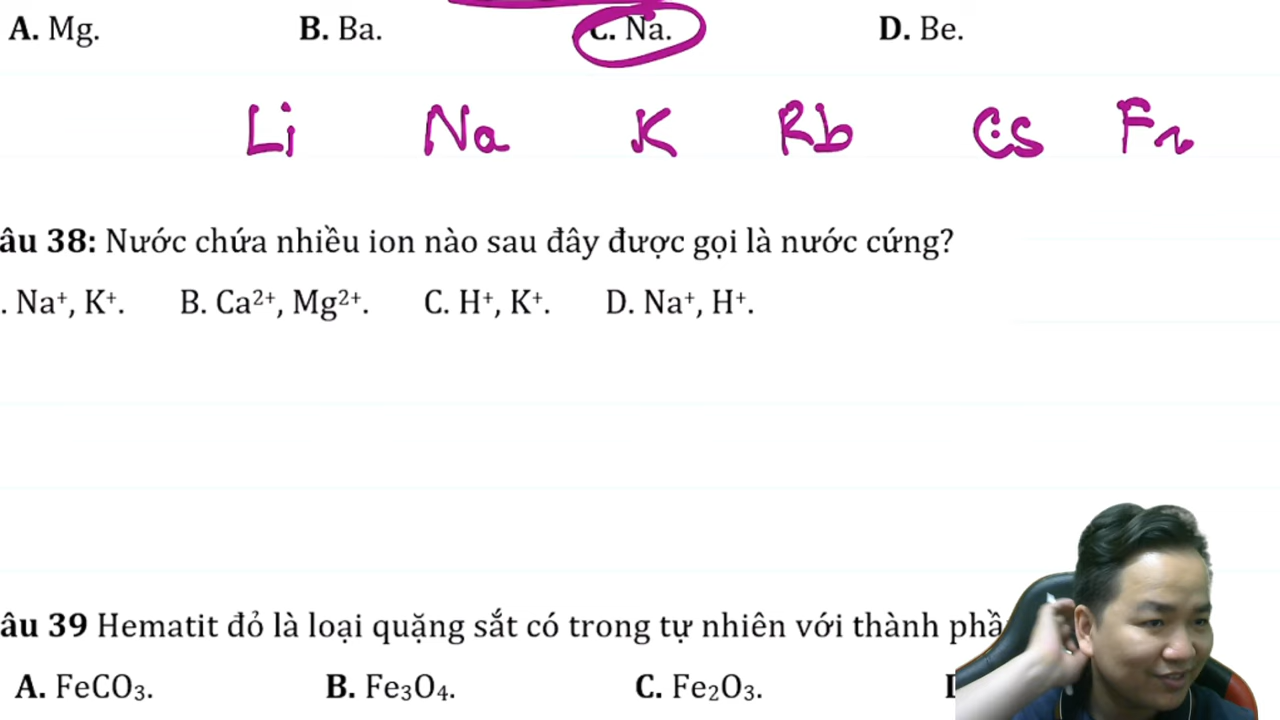 A. Mg. B. Ba. C. Na. D. Be.
Li Na K Rb Cs Fr
âu 38: Nước chứa nhiều ion nào sau đây được gọi là nước cứng?
. Na⁺, K⁺. B. Ca²⁺, Mg²⁺. C. H⁺, K⁺. D. Na⁺, H⁺.
âu 39 Hematit đỏ là loại quặng sắt có trong tự nhiên với thành phầ
A. FeCO₃. B. Fe₃O₄. C. Fe₂O₃.